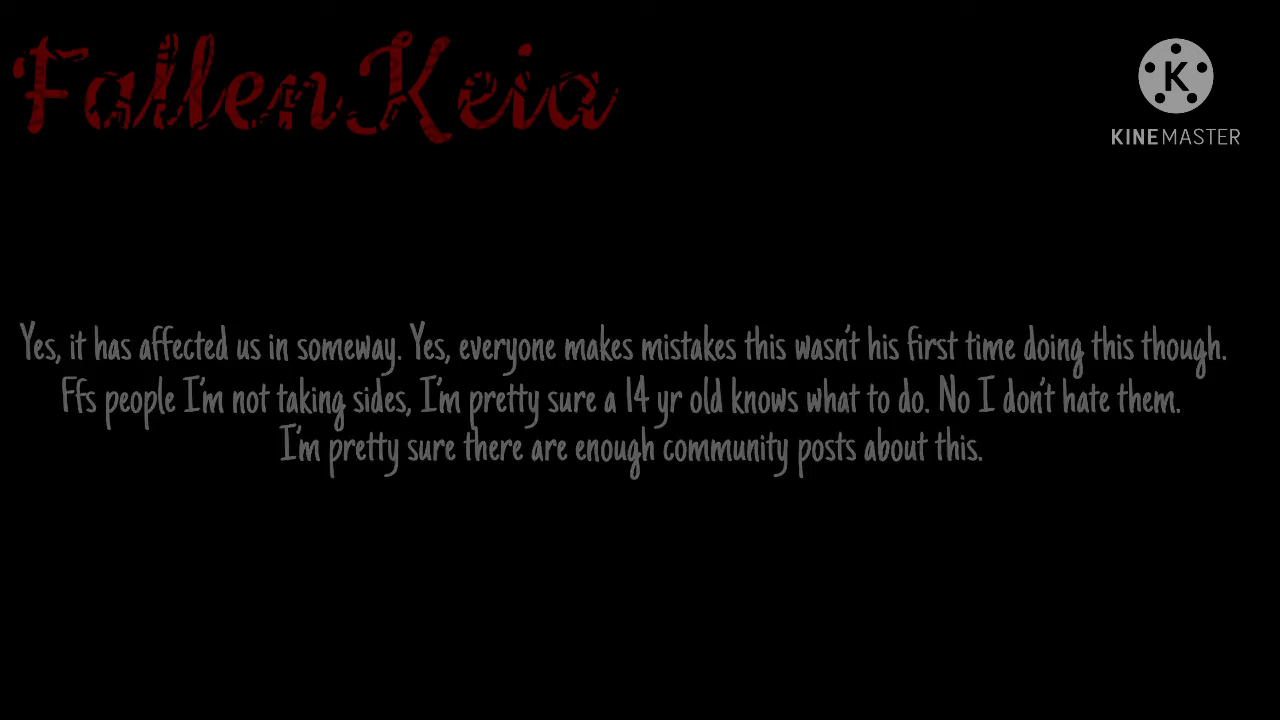 FallenKeia
K
KINEMASTER
Yes, it has affected us in someway. Yes, everyone makes mistakes this wasn't his first time doing this though.
Ffs people I'm not taking sides, I'm pretty sure a 14 yr old knows what to do. No I don't hate them.
I'm pretty sure there are enough community posts about this.